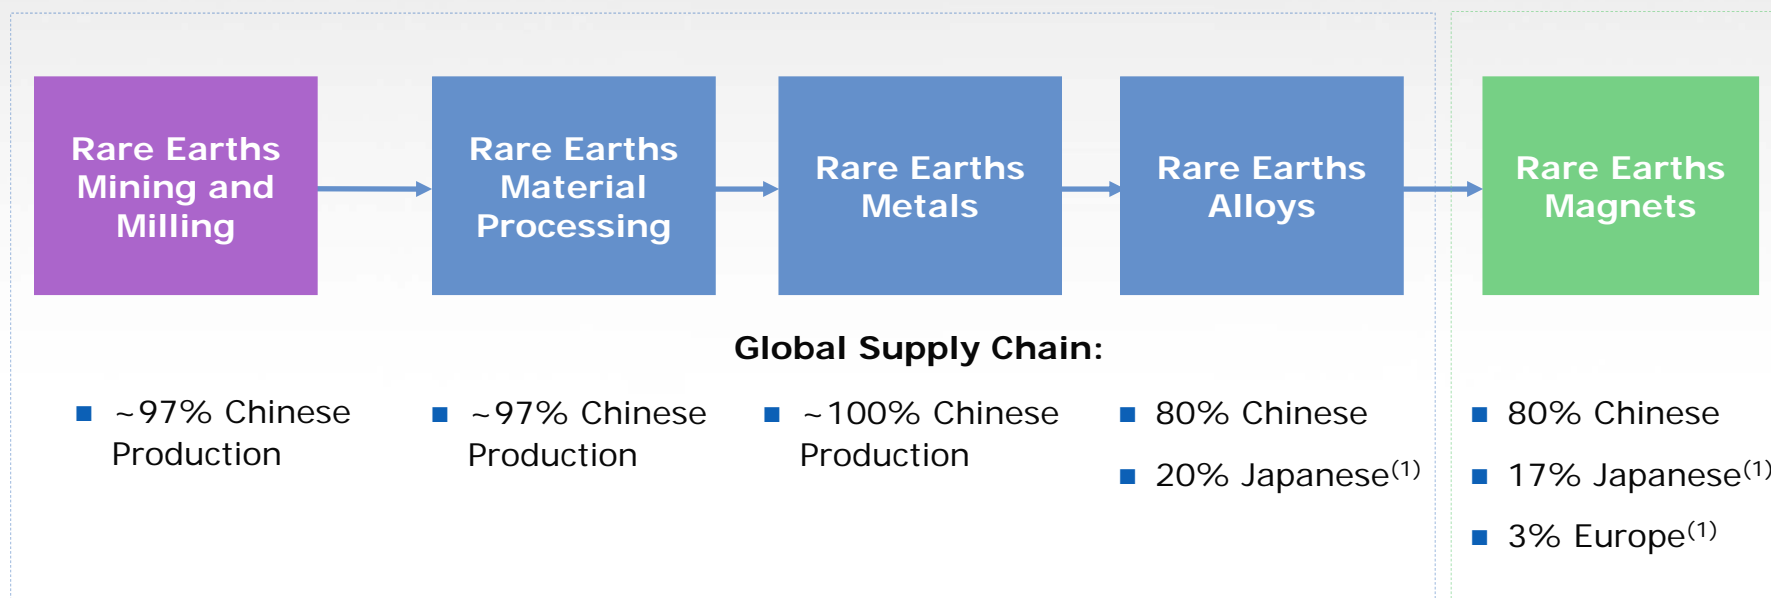 Rare Earths
Mining and
Milling
Rare Earths
Material
Processing
Rare Earths
Metals
Rare Earths
Alloys
Rare Earths
Magnets
Global Supply Chain:
~97% Chinese
Production
~97% Chinese
Production
~100% Chinese
Production
80% Chinese
20% Japanese(1)
80% Chinese
17% Japanese(1)
3% Europe(1)